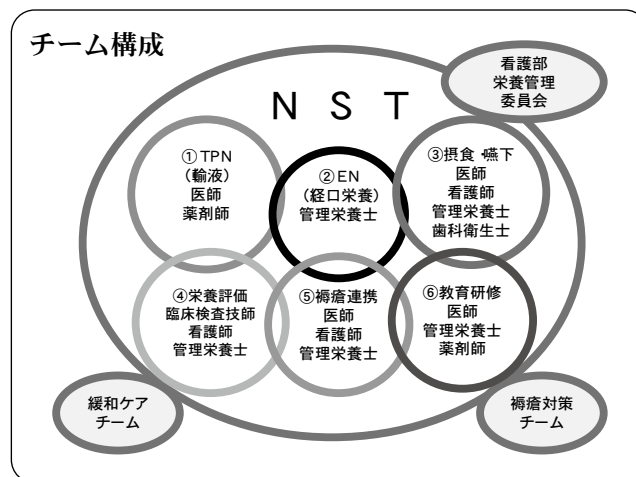 チーム構成
看護部
栄養管理
委員会
NST
①TPN
(輸液)
医師
薬剤師
②EN
(経口栄養)
管理栄養士
③摂食・嚥下
医師
看護師
管理栄養士
歯科衛生士
④栄養評価
臨床検査技師
看護師
管理栄養士
⑤褥瘡連携
医師
看護師
管理栄養士
⑥教育研修
医師
管理栄養士
薬剤師
緩和ケア
チーム
褥瘡対策
チーム